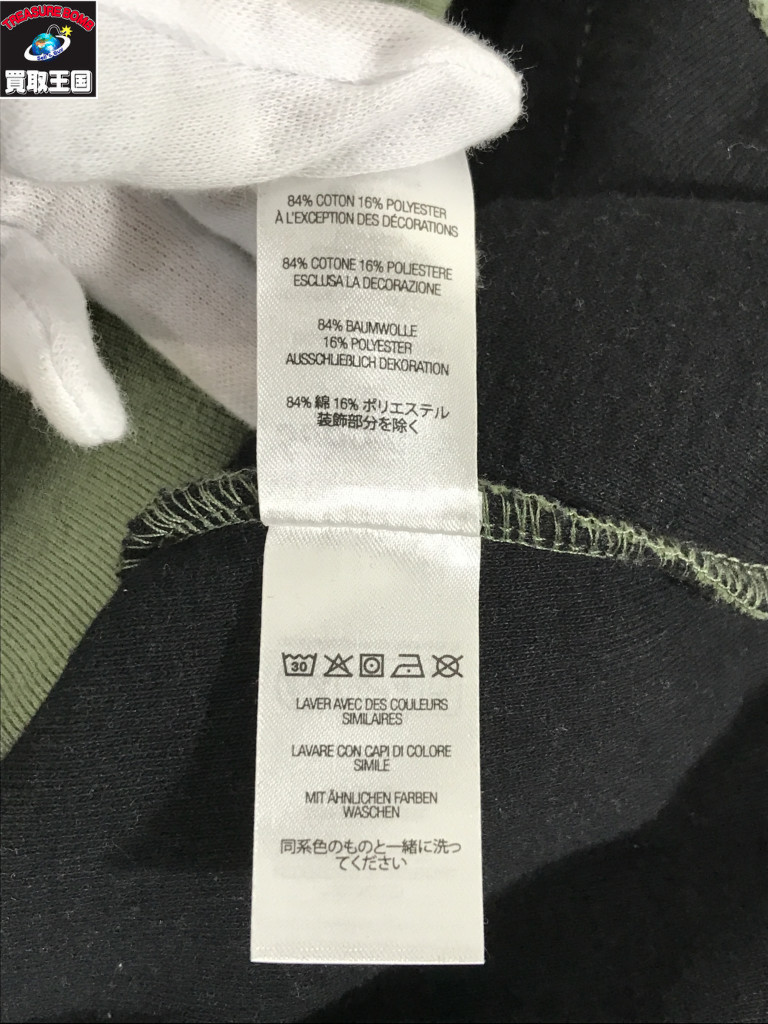 TREASURE BOMB
買取王国
84% COTON 16% POLYESTER
À L'EXCEPTION DES DÉCORATIONS
84% COTONE 16% POLIESTERE
ESCLUSA LA DECORAZIONE
84% BAUMWOLLE
16% POLYESTER
AUSSCHLIEẞLICH DEKORATION
84% 綿 16% ポリエステル
装飾部分を除く
30
LAVER AVEC DES COULEURS
SIMILAIRES
LAVARE CON CAPI DI COLORE
SIMILE
MIT ÄHNLICHEN FARBEN
WASCHEN
同系色のものと一緒に洗っ
てください